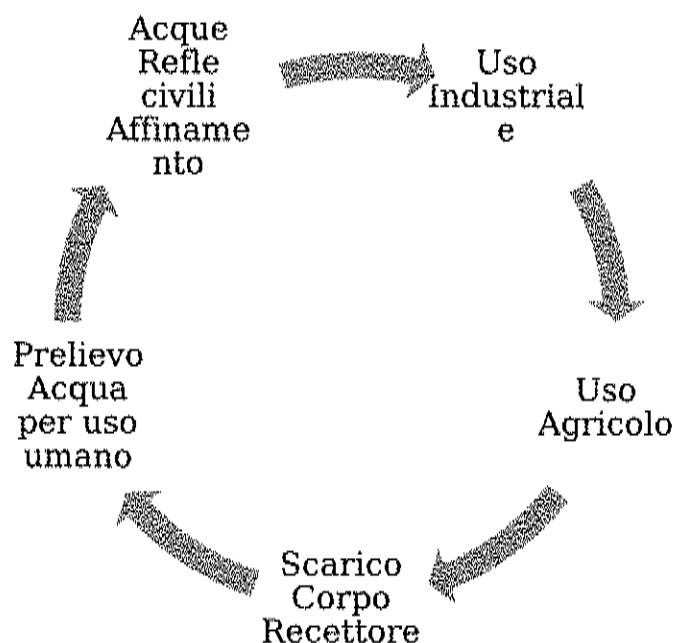 Acque
Refle
civili
Affiname
nto
Uso
Industrial
e
Uso
Agricolo
Scarico
Corpo
Recettore
Prelievo
Acqua
per uso
umano